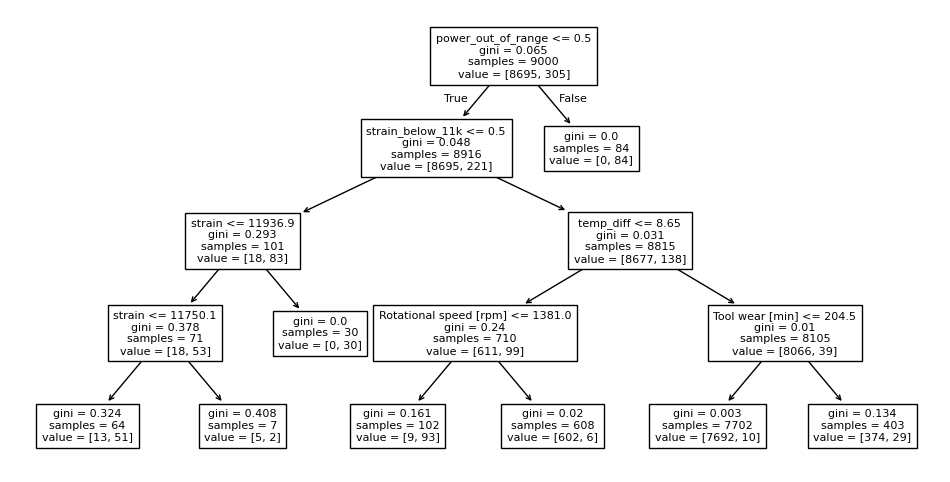 power_out_of_range <= 0.5
gini = 0.065
samples = 9000
value = [8695, 305]
True
False
strain_below_11k <= 0.5
gini = 0.048
samples = 8916
value = [8695, 221]
gini = 0.0
samples = 84
value = [0, 84]
strain <= 11936.9
gini = 0.293
samples = 101
value = [18, 83]
temp_diff <= 8.65
gini = 0.031
samples = 8815
value = [8677, 138]
strain <= 11750.1
gini = 0.378
samples = 71
value = [18, 53]
gini = 0.0
samples = 30
value = [0, 30]
Rotational speed [rpm] <= 1381.0
gini = 0.24
samples = 710
value = [611, 99]
Tool wear [min] <= 204.5
gini = 0.01
samples = 8105
value = [8066, 39]
gini = 0.324
samples = 64
value = [13, 51]
gini = 0.408
samples = 7
value = [5, 2]
gini = 0.161
samples = 102
value = [9, 93]
gini = 0.02
samples = 608
value = [602, 6]
gini = 0.003
samples = 7702
value = [7692, 10]
gini = 0.134
samples = 403
value = [374, 29]